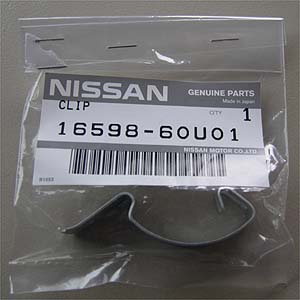 NISSAN
GENUINE PARTS
Made in Japan
CLIP
QTY 1
16598-60U01
NISSAN MOTOR CO.,LTD.